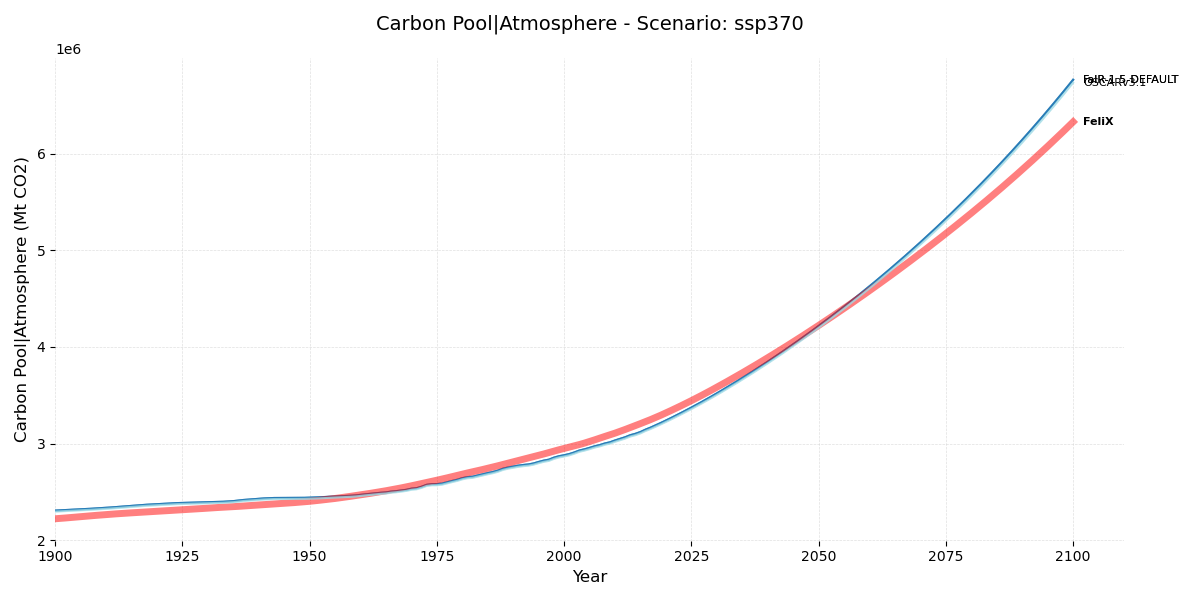 Carbon Pool|Atmosphere - Scenario: ssp370
1e6
Carbon Pool|Atmosphere (Mt CO2)
6
5
4
3
2
1900
1925
1950
1975
2000
2025
2050
2075
2100
Year
FaIR-1.5-DEFAULT
OSCARv3.1
FeliX